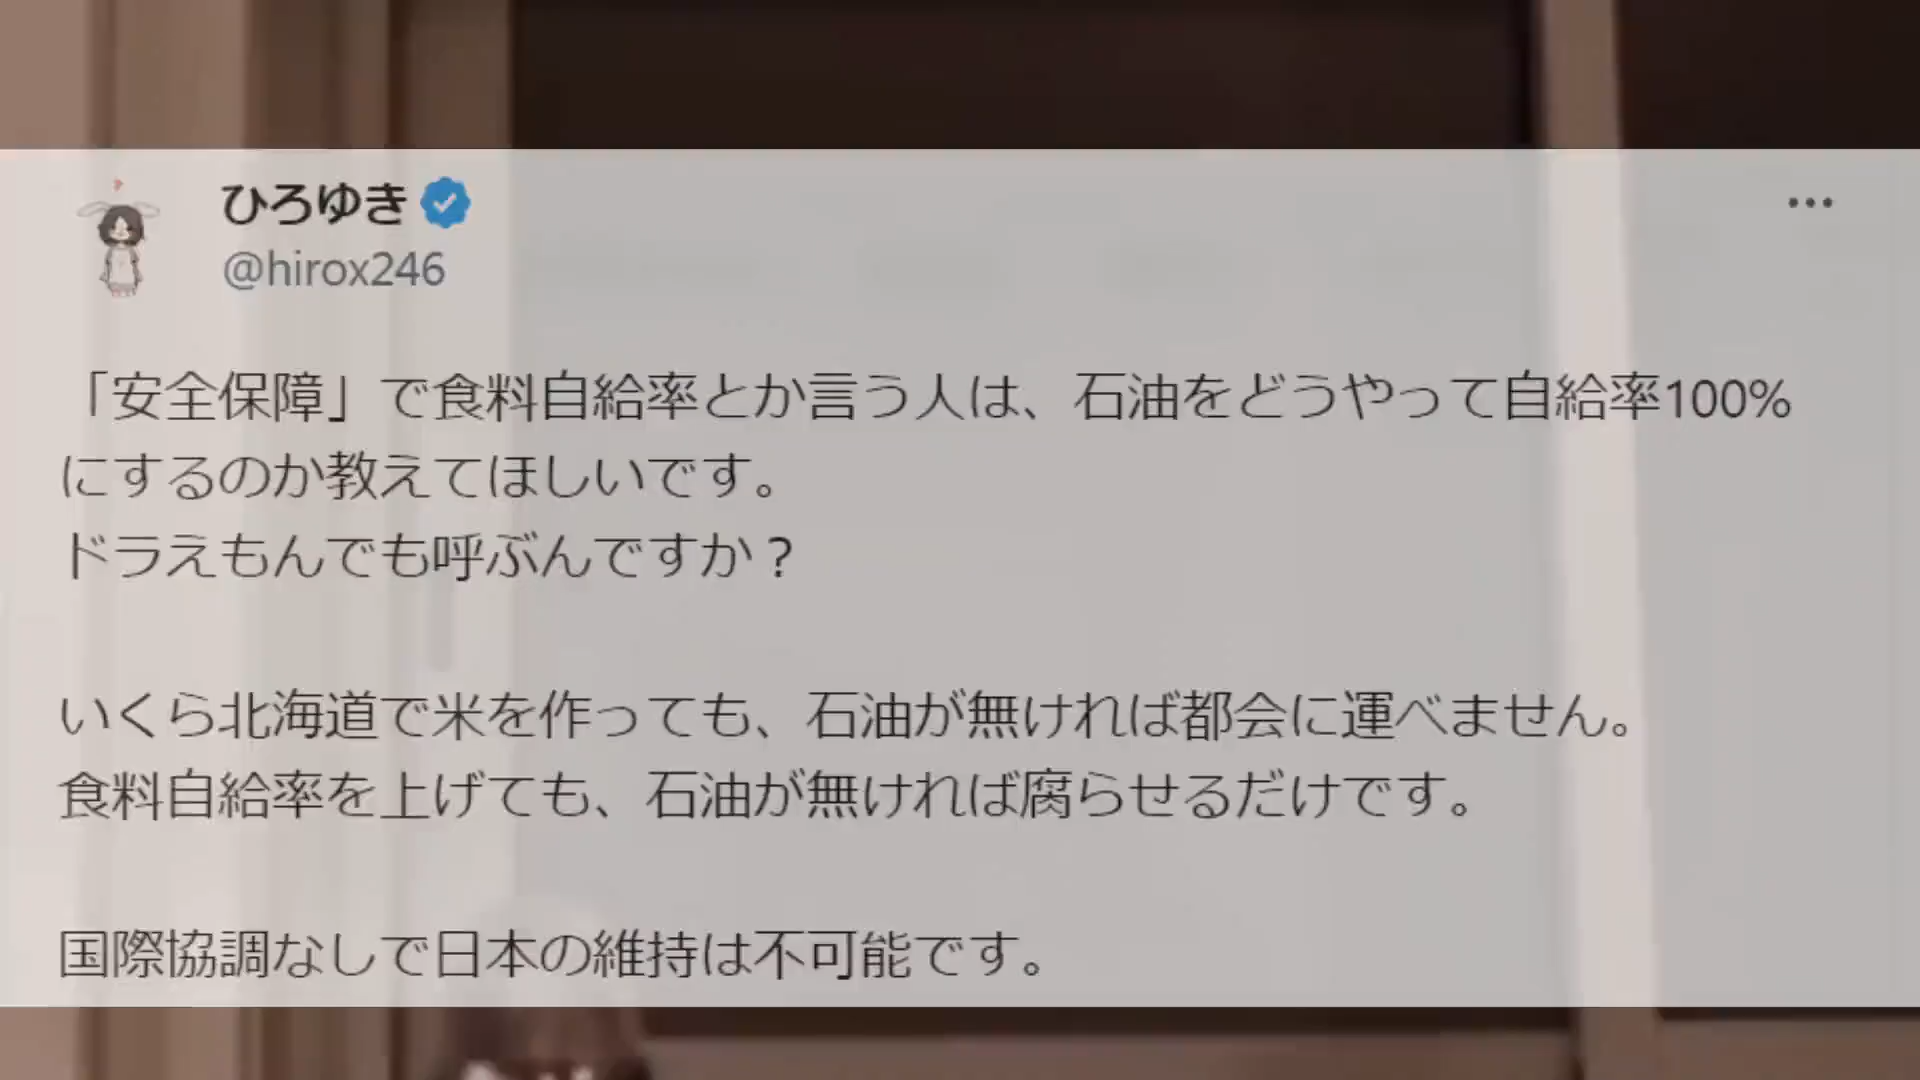 ひろゆき
@hirox246
「安全保障」で食料自給率とか言う人は、石油をどうやって自給率100%
にするのか教えてほしいです。
ドラえもんでも呼ぶんですか？
いくら北海道で米を作っても、石油が無ければ都会に運べません。
食料自給率を上げても、石油が無ければ腐らせるだけです。
国際協調なしで日本の維持は不可能です。